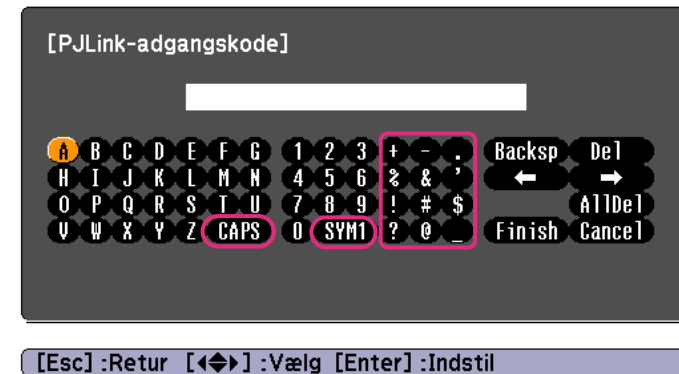 [PJLink-adgangskode]
A B C D E F G 1 2 3 + - . Backsp Del
H I J K L M N 4 5 6 % & ’ ← →
O P Q R S T U 7 8 9 ! # $ AllDel
V W X Y Z CAPS 0 SYM1 ? @ _ Finish Cancel
[Esc] :Retur [◀◆▶] :Vælg [Enter] :Indstil